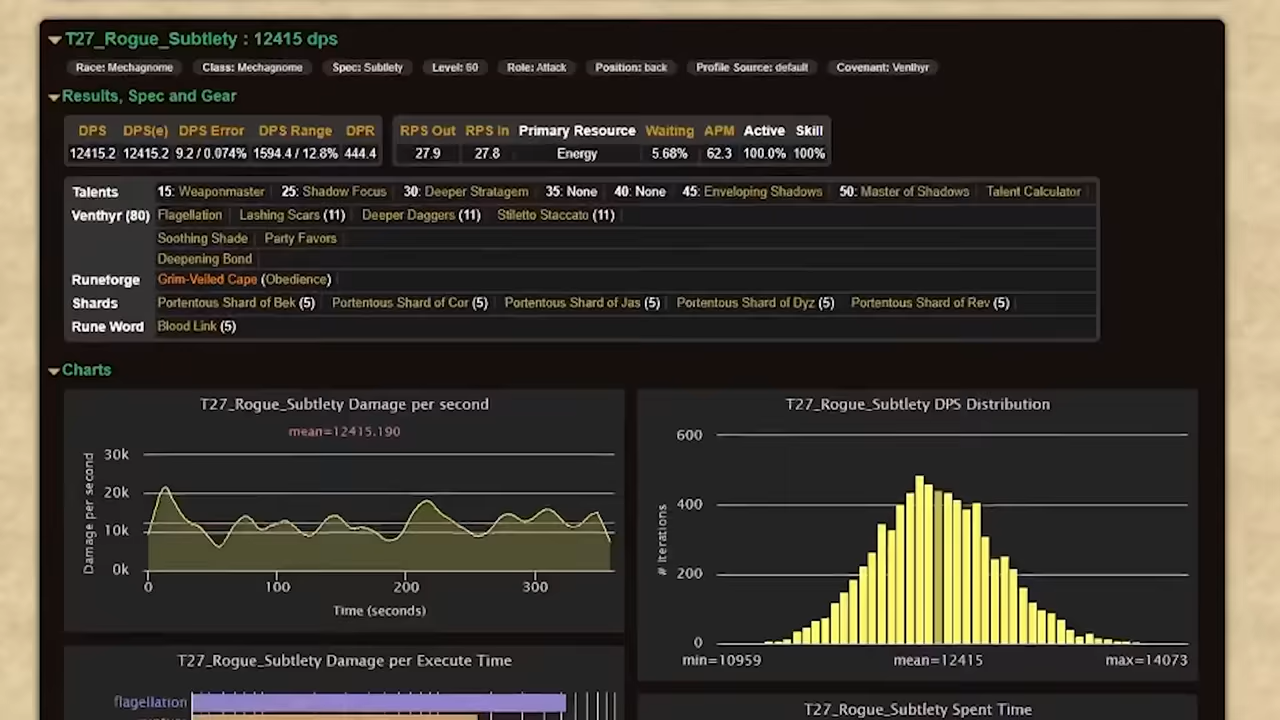 T27_Rogue_Subtlety : 12415 dps
Race: Mechagnome Class: Mechagnome Spec: Subtlety Level: 60 Role: Attack Position: back Profile Source: default Covenant: Venthyr
Results, Spec and Gear
DPS DPS(e) DPS Error DPS Range DPR RPS Out RPS In Primary Resource Waiting APM Active Skill
12415.2 12415.2 9.2 / 0.074% 1594.4 / 12.8% 444.4 27.9 27.8 Energy 5.68% 62.3 100.0% 100%
Talents 15: Weaponmaster 25: Shadow Focus 30: Deeper Stratagem 35: None 40: None 45: Enveloping Shadows 50: Master of Shadows Talent Calculator
Venthyr (80) Flagellation Lashing Scars (11) Deeper Daggers (11) Stiletto Staccato (11)
Soothing Shade Party Favors
Deepening Bond
Runeforge Grim-Veiled Cape (Obedience)
Shards Portentous Shard of Bek (5) Portentous Shard of Cor (5) Portentous Shard of Jas (5) Portentous Shard of Dyz (5) Portentous Shard of Rev (5)
Rune Word Blood Link (5)
Charts
T27_Rogue_Subtlety Damage per second
mean=12415.190
Damage per second
30k
20k
10k
0k
0 100 200 300
Time (seconds)
T27_Rogue_Subtlety DPS Distribution
# Iterations
600
400
200
0
min=10959 mean=12415 max=14073
T27_Rogue_Subtlety Damage per Execute Time
flagellation
T27_Rogue_Subtlety Spent Time